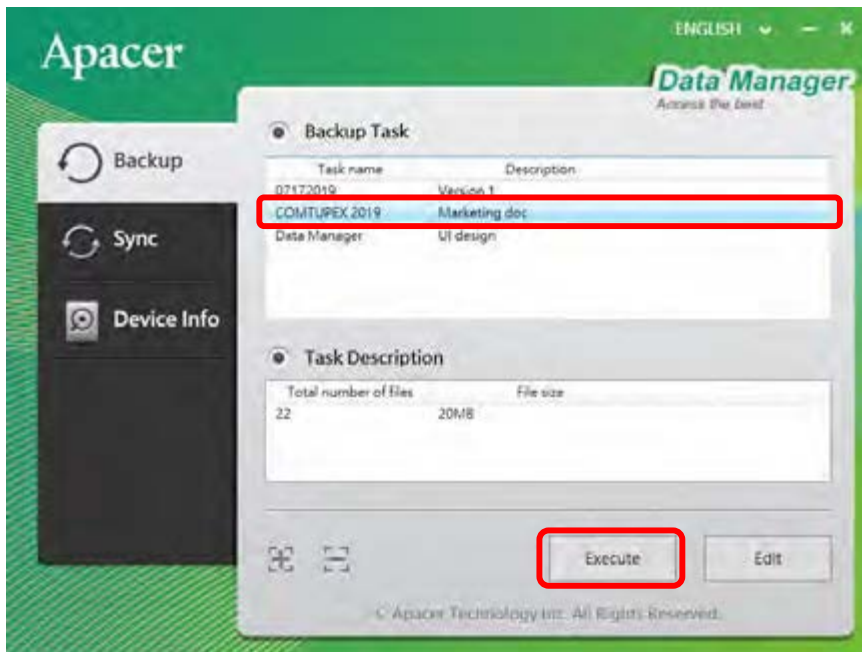 ENGLISH
Apacer
Data Manager
Access the best
Backup
Sync
Device Info
Backup Task
Task name Description
07172019 Version 1
COMTUPEX 2019 Marketing doc
Data Manager UI design
Task Description
Total number of files File size
22 20MB
Execute Edit
© Apacer Technology Inc. All Rights Reserved.